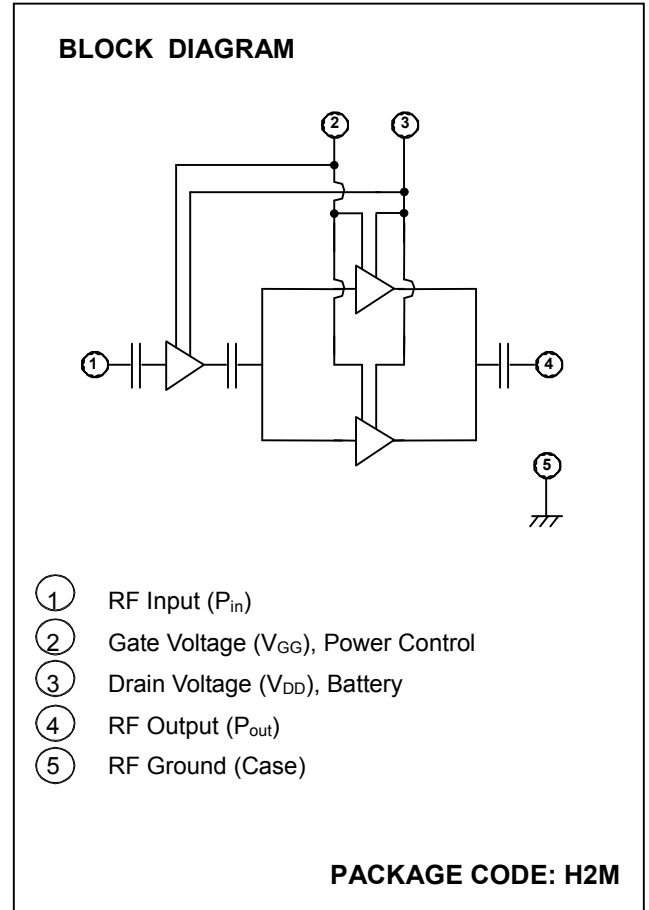 BLOCK DIAGRAM
2 3
1 4
5
1 RF Input (Pin)
2 Gate Voltage (VGG), Power Control
3 Drain Voltage (VDD), Battery
4 RF Output (Pout)
5 RF Ground (Case)
PACKAGE CODE: H2M